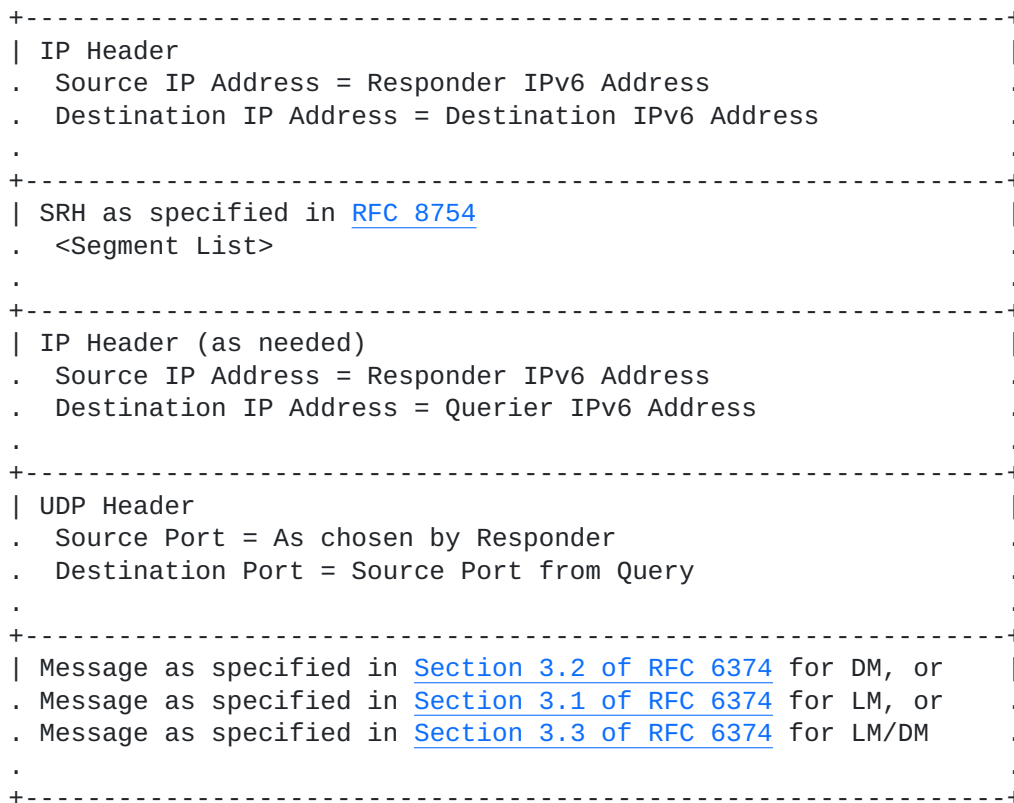 +---------------------------------------------------------------+
| IP Header |
. Source IP Address = Responder IPv6 Address .
. Destination IP Address = Destination IPv6 Address .
. .
+---------------------------------------------------------------+
| SRH as specified in RFC 8754 |
. <Segment List> .
. .
+---------------------------------------------------------------+
| IP Header (as needed) |
. Source IP Address = Responder IPv6 Address .
. Destination IP Address = Querier IPv6 Address .
. .
+---------------------------------------------------------------+
| UDP Header |
. Source Port = As chosen by Responder .
. Destination Port = Source Port from Query .
. .
+---------------------------------------------------------------+
| Message as specified in Section 3.2 of RFC 6374 for DM, or |
. Message as specified in Section 3.1 of RFC 6374 for LM, or .
. Message as specified in Section 3.3 of RFC 6374 for LM/DM .
. .
+---------------------------------------------------------------+